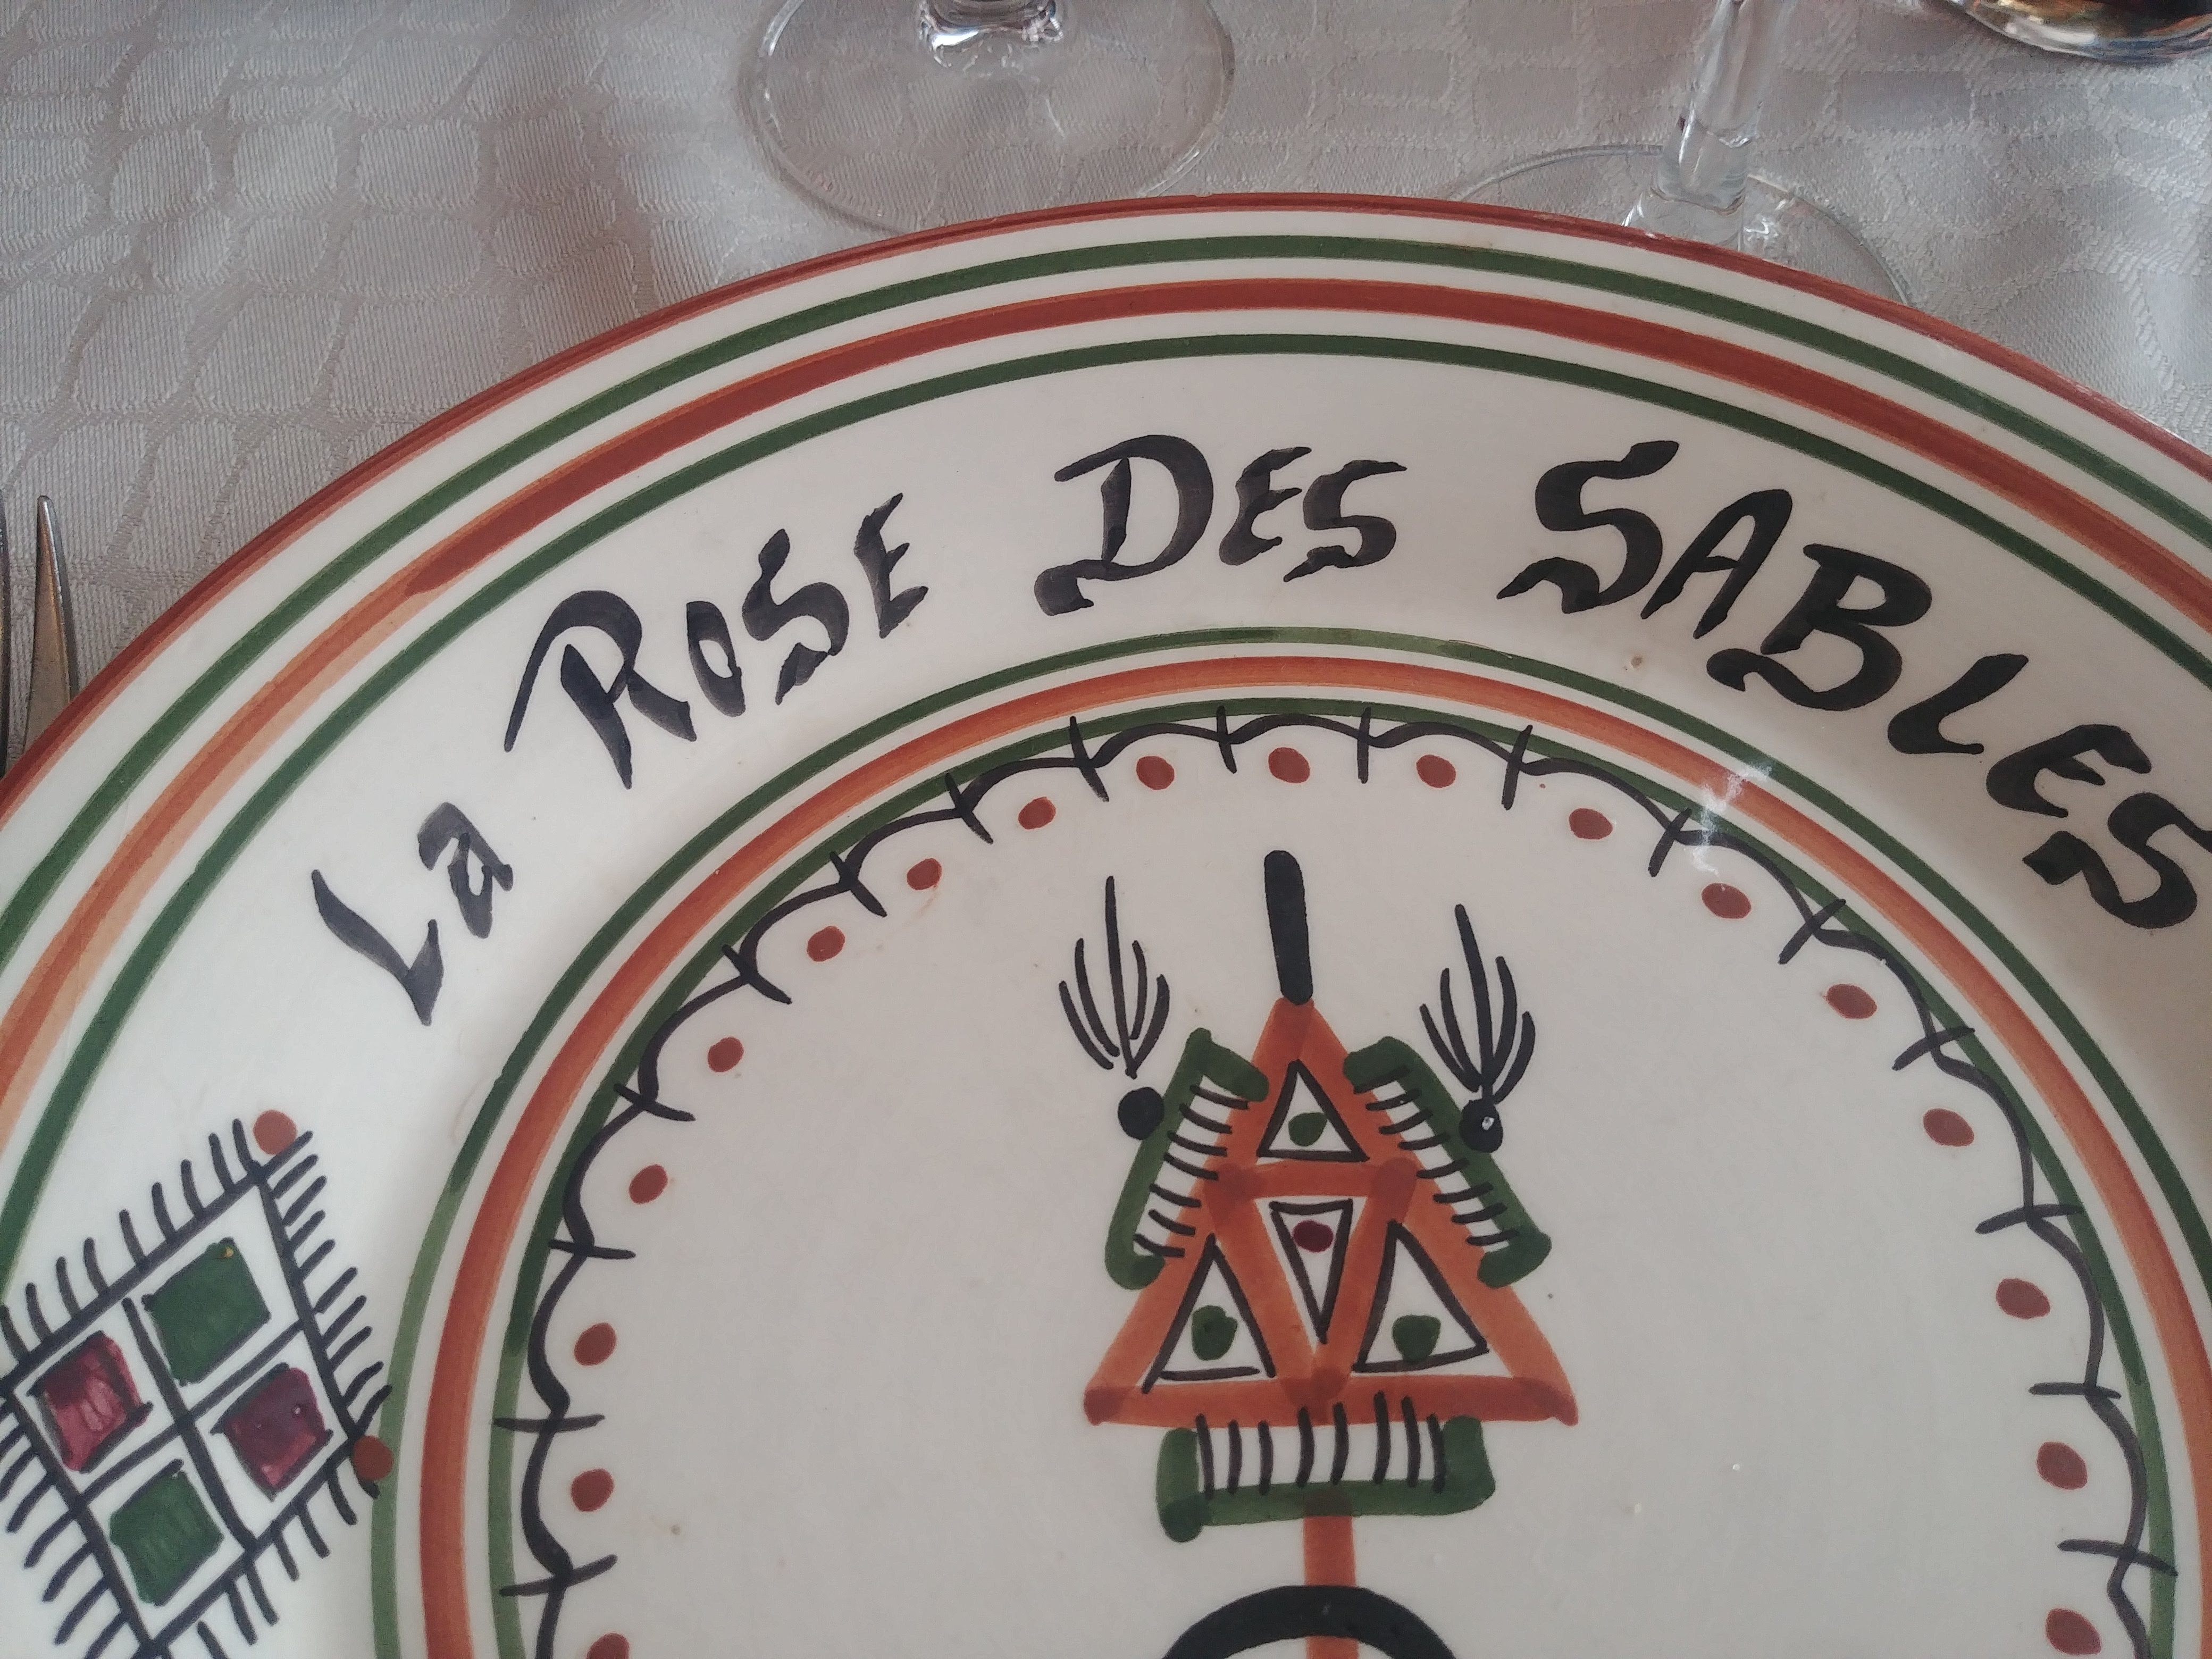 La Rose Des SABLES